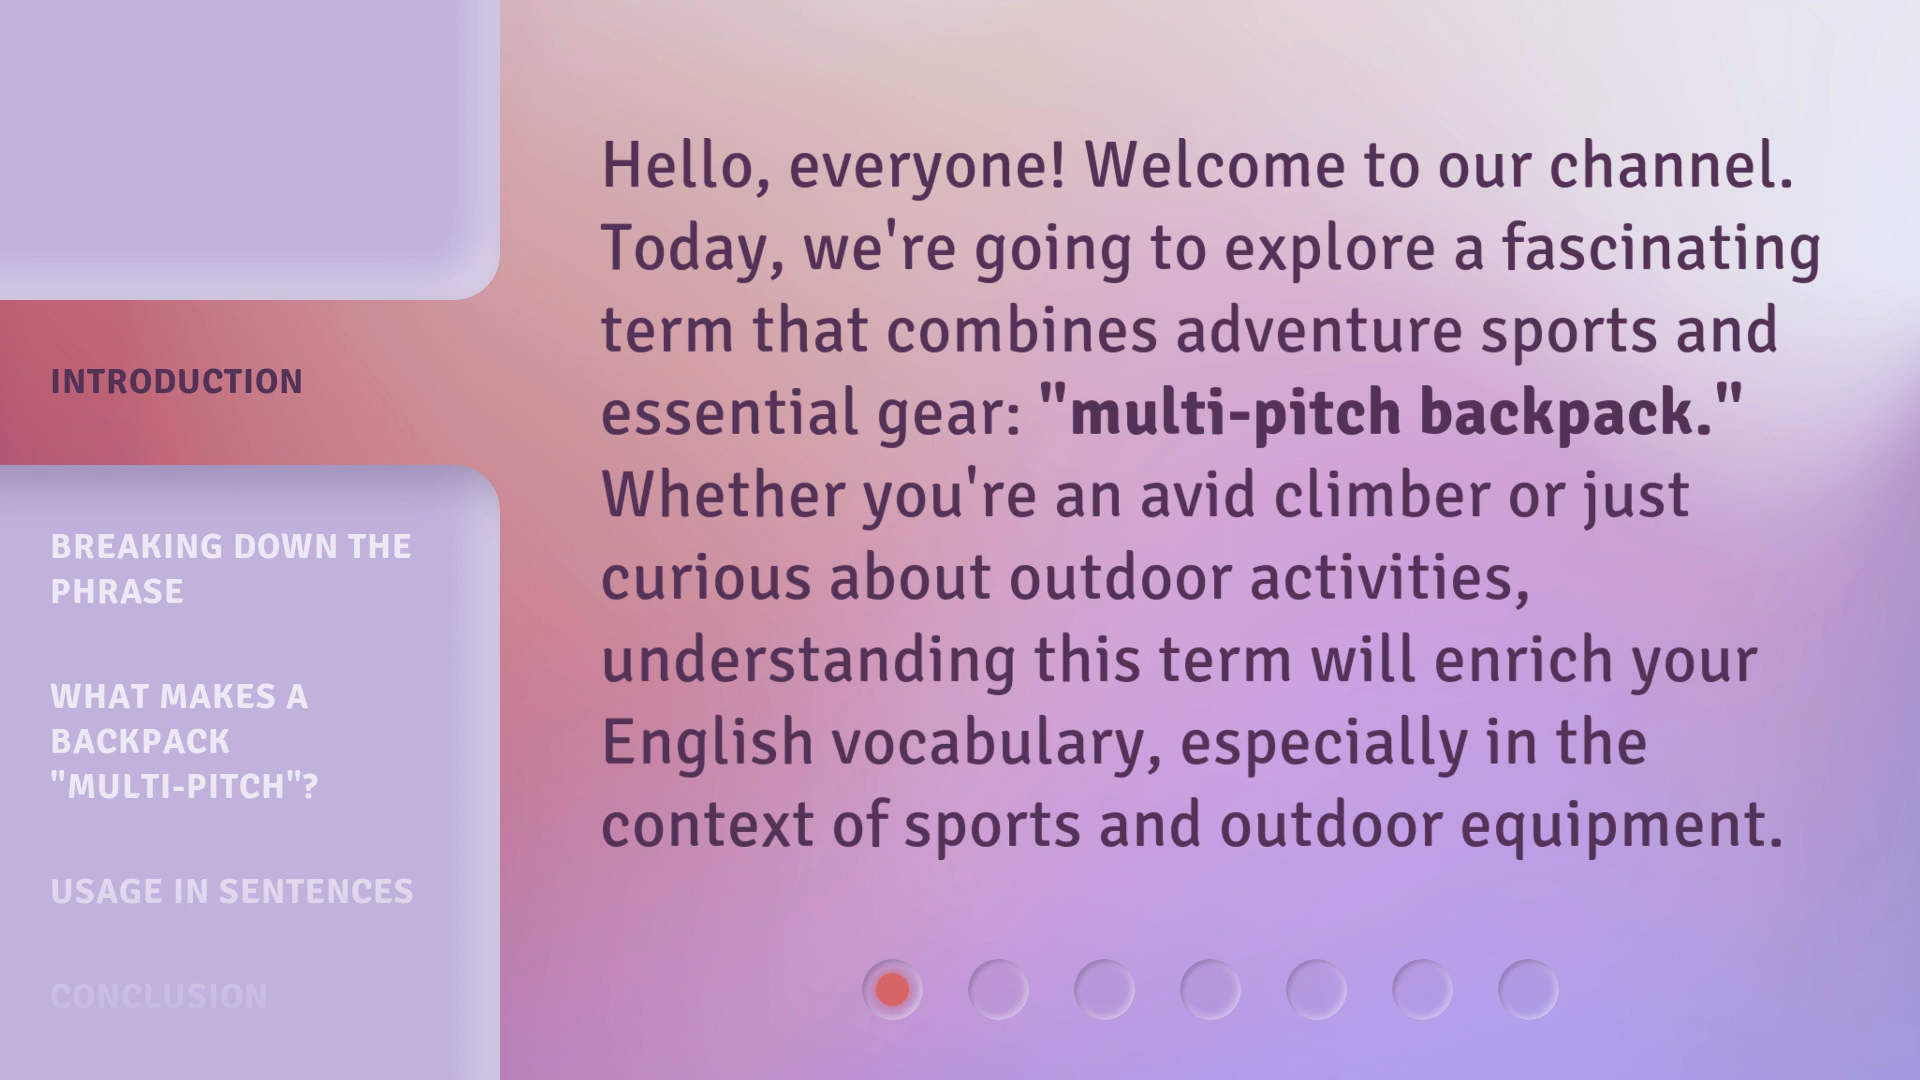 INTRODUCTION
BREAKING DOWN THE
PHRASE
WHAT MAKES A
BACKPACK
"MULTI-PITCH"?
USAGE IN SENTENCES
CONCLUSION
Hello, everyone! Welcome to our channel.
Today, we're going to explore a fascinating
term that combines adventure sports and
essential gear: "multi-pitch backpack."
Whether you're an avid climber or just
curious about outdoor activities,
understanding this term will enrich your
English vocabulary, especially in the
context of sports and outdoor equipment.